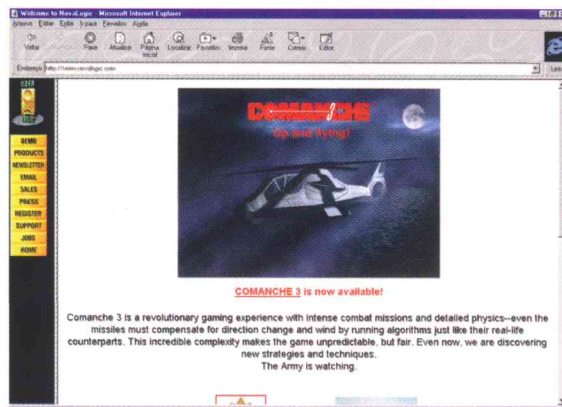 Welcome to NovaLogic - Microsoft Internet Explorer
Arquivo Editar Exibir Ir para Favoritos Ajuda
Voltar Parar Atualizar Página inicial Localizar Favoritos Imprimir Fonte Correio Editar
Endereço http://www.novalogic.com
DEMO
PRODUCTS
NEWSLETTER
EMAIL
SALES
PRESS
REGISTER
SUPPORT
JOBS
HOME
COMANCHE 3
Up and flying!
COMANCHE 3 is now available!
Comanche 3 is a revolutionary gaming experience with intense combat missions and detailed physics--even the
missiles must compensate for direction change and wind by running algorithms just like their real-life
counterparts. This incredible complexity makes the game unpredictable, but fair. Even now, we are discovering
new strategies and techniques.
The Army is watching.